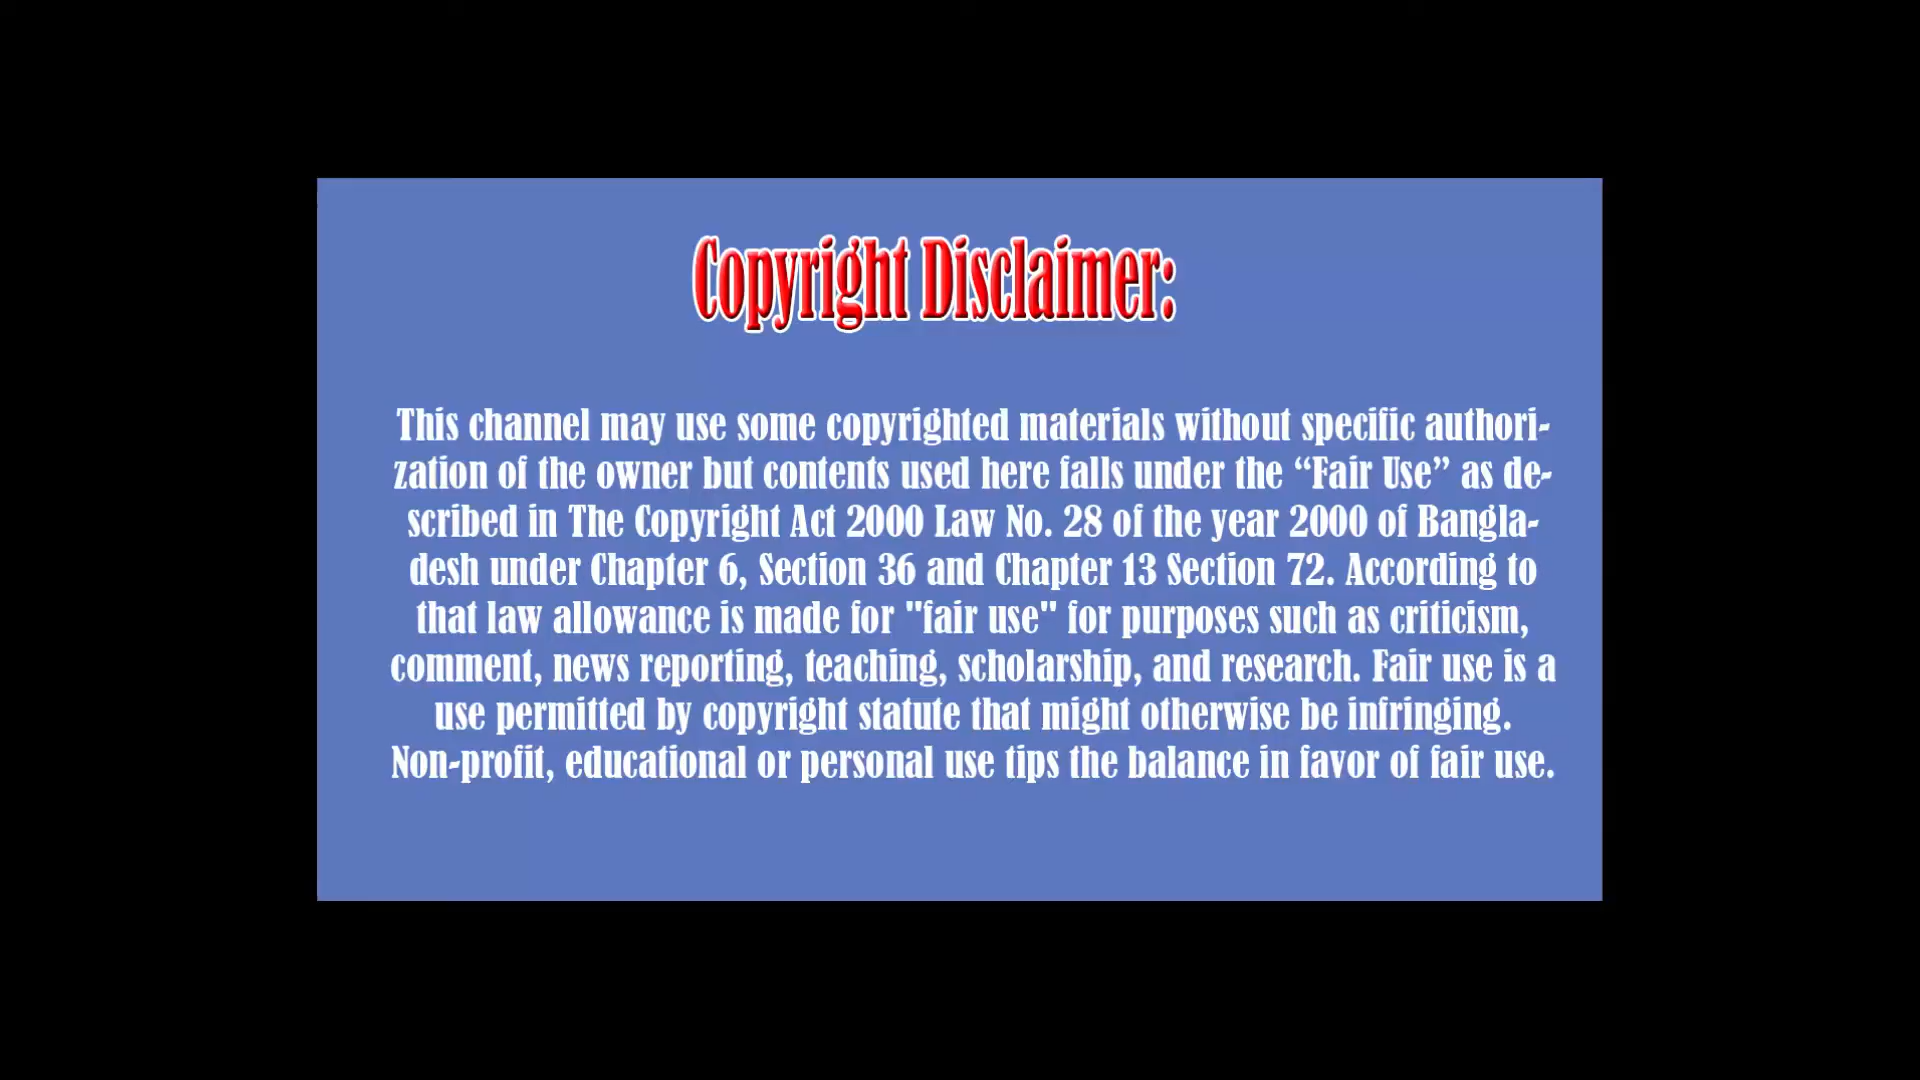 Copyright Disclaimer:
This channel may use some copyrighted materials without specific authori-
zation of the owner but contents used here falls under the “Fair Use” as de-
scribed in The Copyright Act 2000 Law No. 28 of the year 2000 of Bangla-
desh under Chapter 6, Section 36 and Chapter 13 Section 72. According to
that law allowance is made for "fair use" for purposes such as criticism,
comment, news reporting, teaching, scholarship, and research. Fair use is a
use permitted by copyright statute that might otherwise be infringing.
Non-profit, educational or personal use tips the balance in favor of fair use.